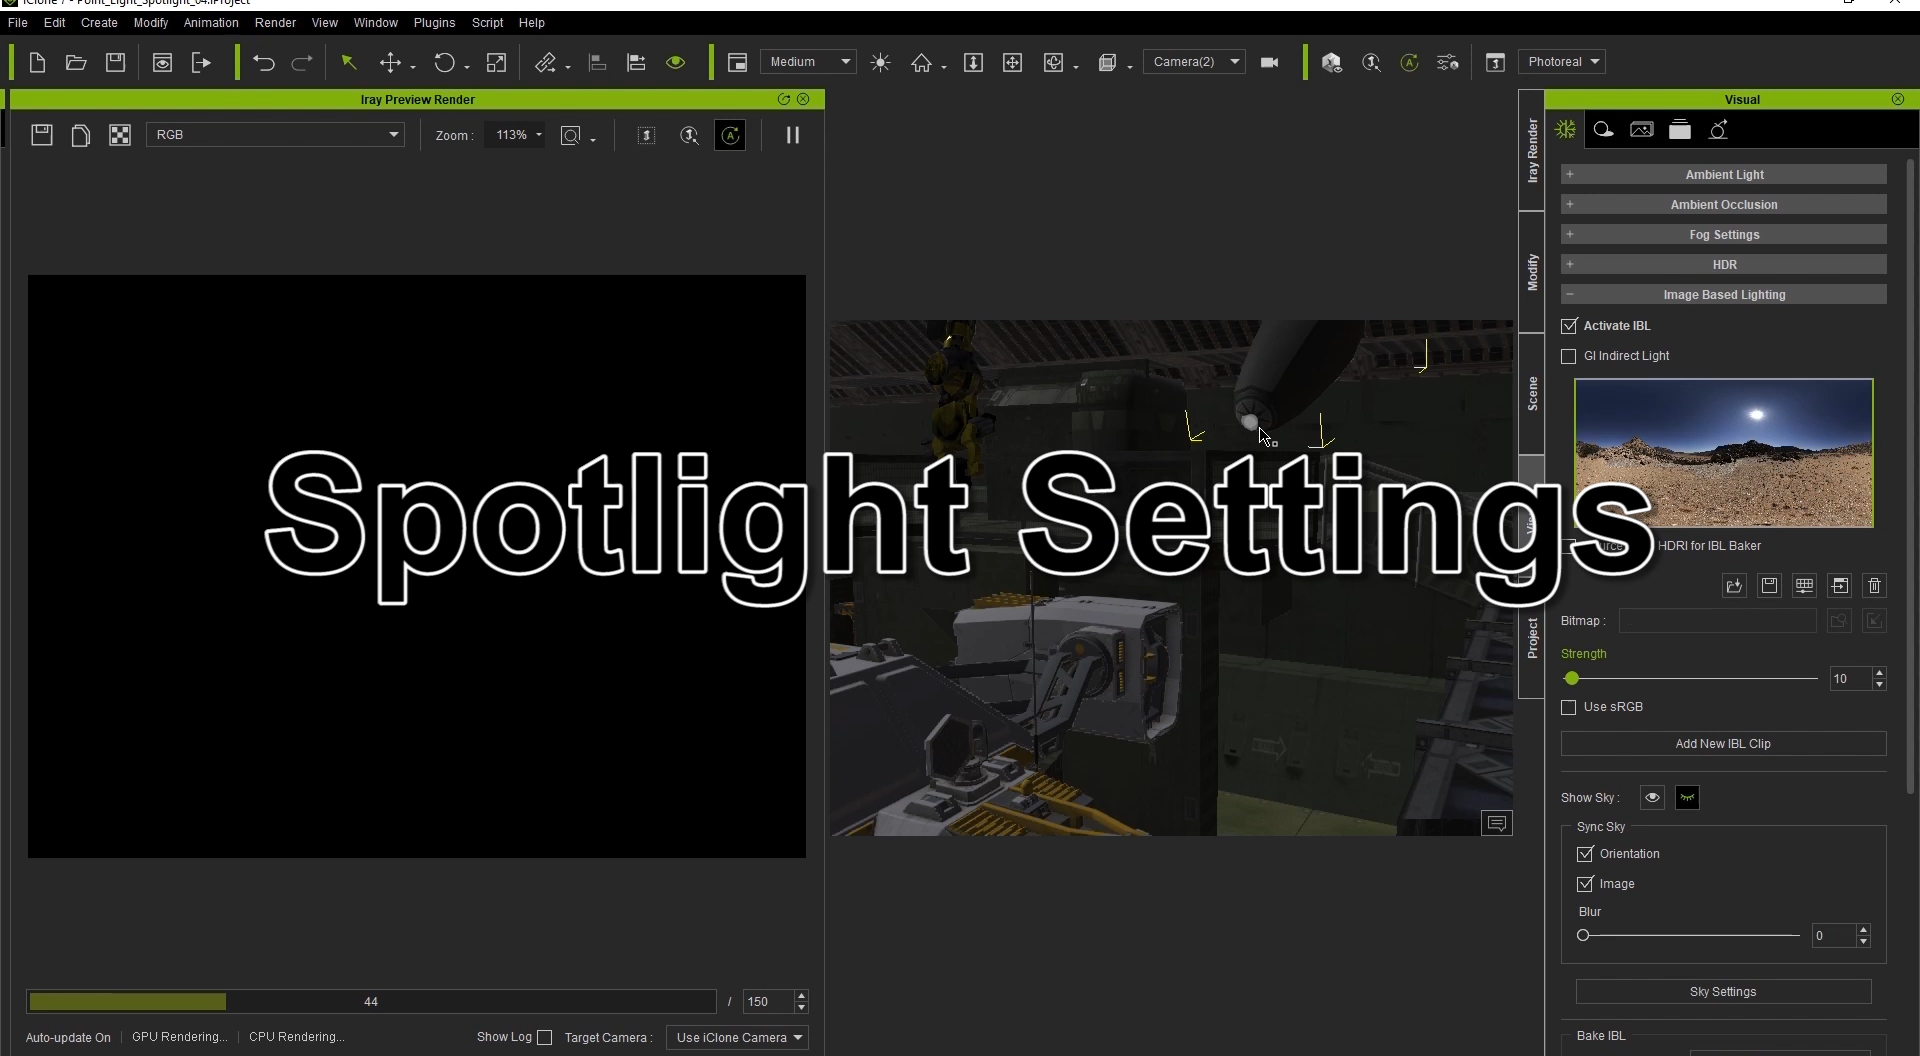 iClone 7 - Point_Light_Spotlight_04.iProject
File Edit Create Modify Animation Render View Window Plugins Script Help
Medium Camera(2) Photoreal
Iray Preview Render
RGB Zoom : 113%
Iray Render
Modify
Scene
Project
Visual
+ Ambient Light
+ Ambient Occlusion
+ Fog Settings
+ HDR
− Image Based Lighting
Activate IBL
GI Indirect Light
Spotlight Settings
HDRI for IBL Baker
Bitmap :
Strength
10
Use sRGB
Add New IBL Clip
Show Sky :
Sync Sky
Orientation
Image
Blur
0
Sky Settings
Bake IBL
44 / 150
Auto-update On GPU Rendering... CPU Rendering... Show Log Target Camera : Use iClone Camera